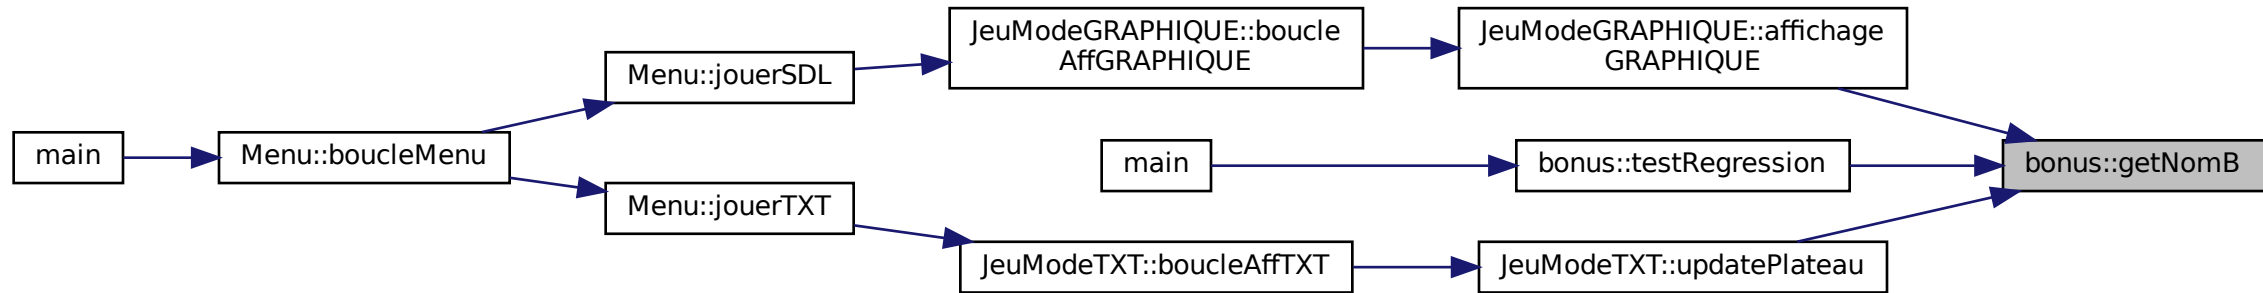 JeuModeGRAPHIQUE::boucle
AffGRAPHIQUE
JeuModeGRAPHIQUE::affichage
GRAPHIQUE
Menu::jouerSDL
main
Menu::boucleMenu
main
bonus::testRegression
bonus::getNomB
Menu::jouerTXT
JeuModeTXT::boucleAffTXT
JeuModeTXT::updatePlateau